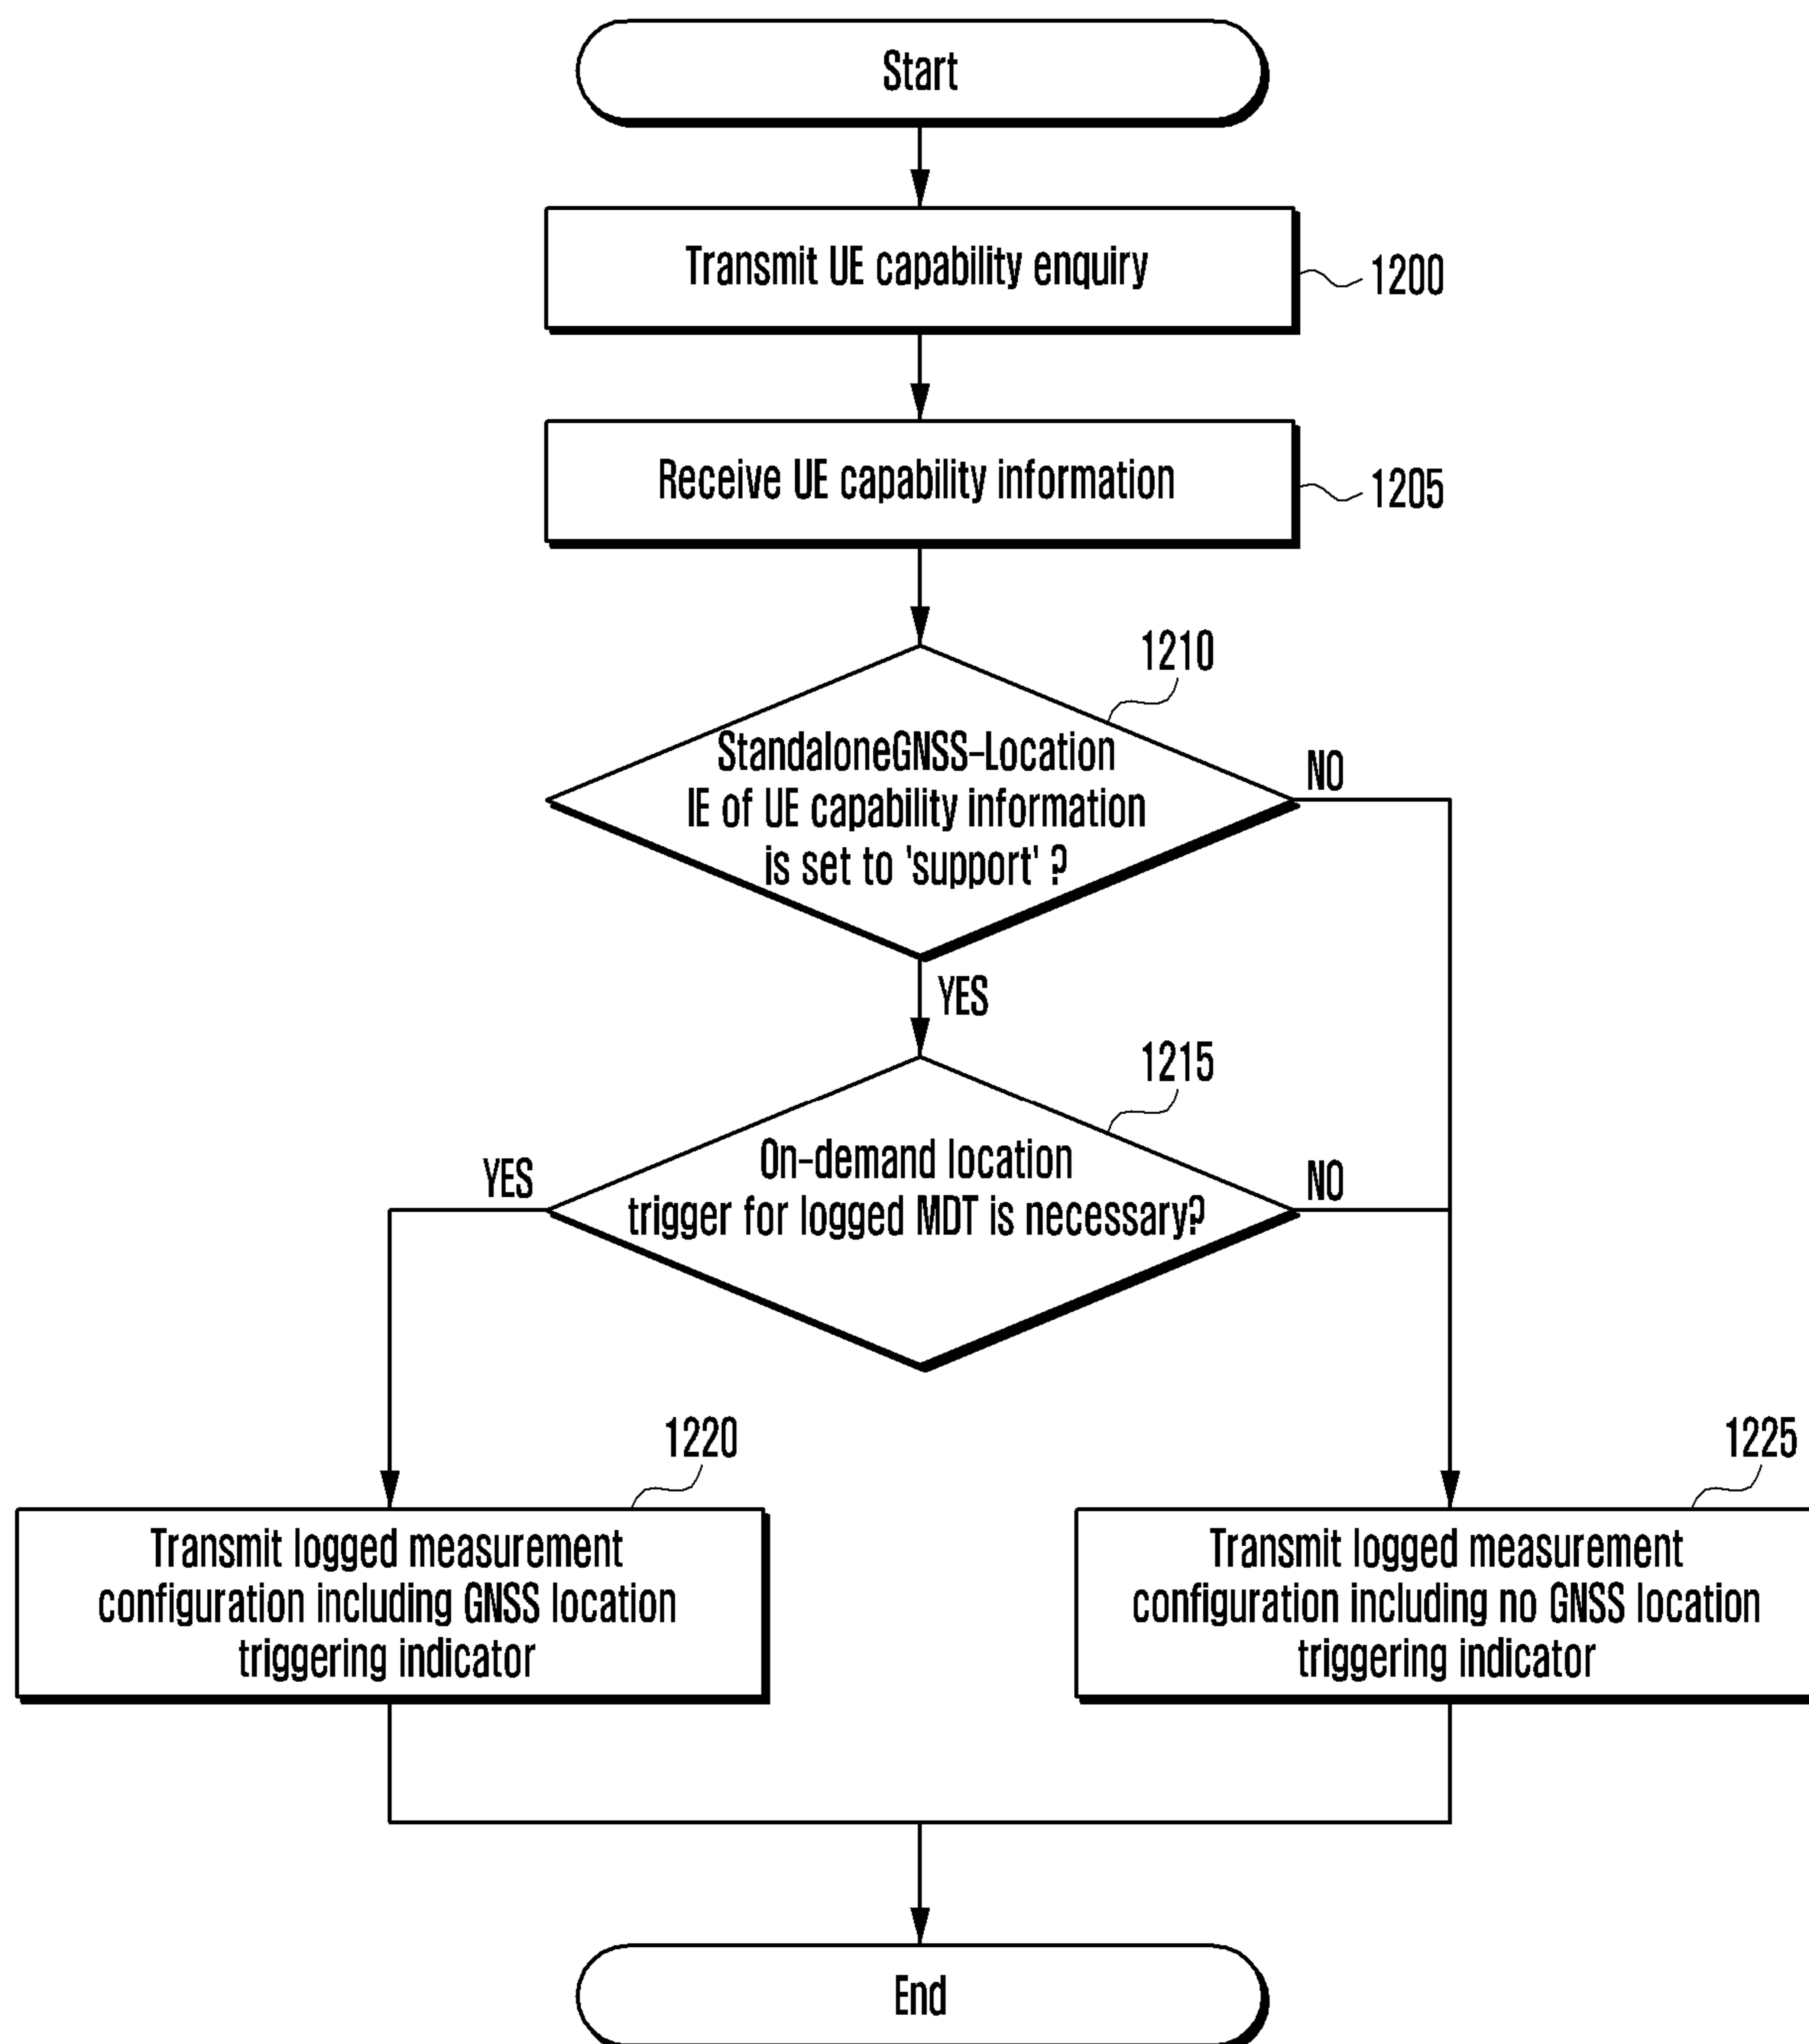 Start
Transmit UE capability enquiry
1200
Receive UE capability information
1205
1210
StandaloneGNSS-Location
IE of UE capability information
is set to 'support' ?
NO
YES
1215
On-demand location
trigger for logged MDT is necessary?
YES
NO
1220
Transmit logged measurement
configuration including GNSS location
triggering indicator
1225
Transmit logged measurement
configuration including no GNSS location
triggering indicator
End